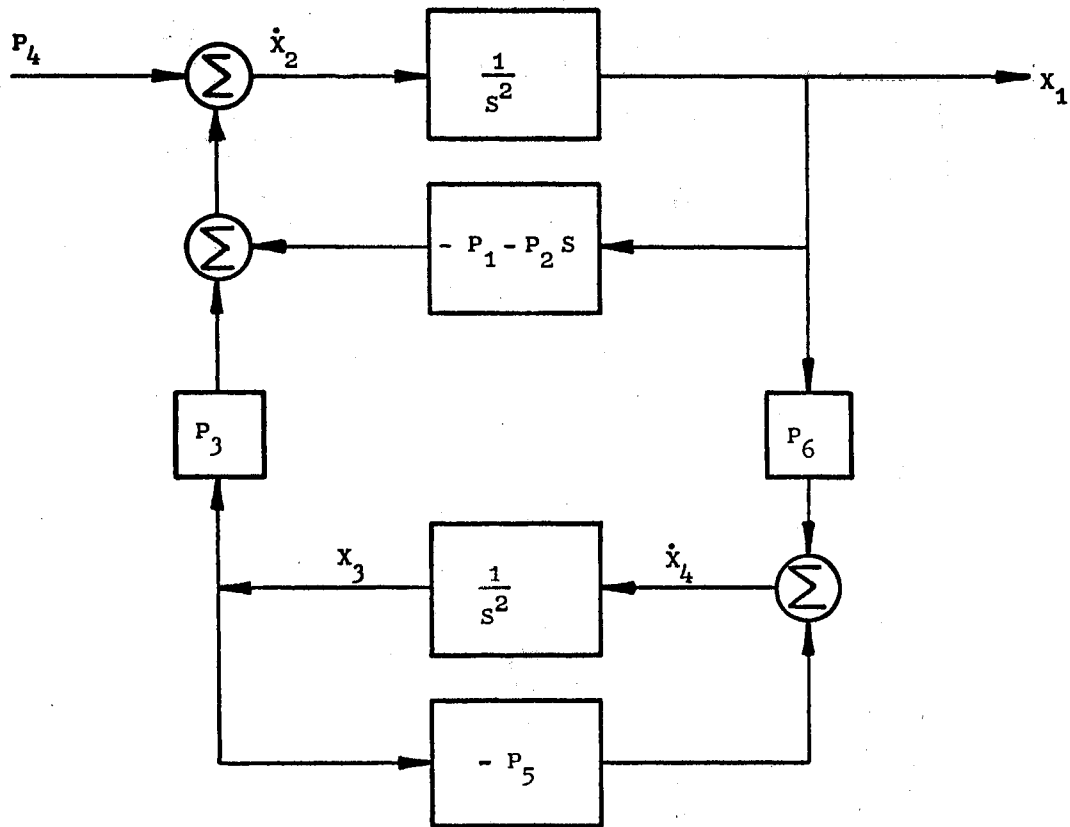 P₄
Ẋ₂
Σ
1
S²
X₁
Σ
- P₁ - P₂ S
P₃
P₆
X₃
1
S²
Ẋ₄
Σ
- P₅